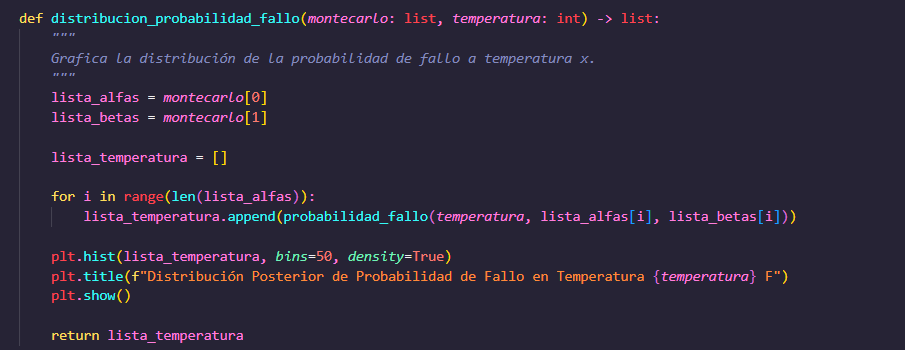 def distribucion_probabilidad_fallo(montecarlo: list, temperatura: int) -> list:
"""
Grafica la distribución de la probabilidad de fallo a temperatura x.
"""
lista_alfas = montecarlo[0]
lista_betas = montecarlo[1]
lista_temperatura = []
for i in range(len(lista_alfas)):
lista_temperatura.append(probabilidad_fallo(temperatura, lista_alfas[i], lista_betas[i]))
plt.hist(lista_temperatura, bins=50, density=True)
plt.title(f"Distribución Posterior de Probabilidad de Fallo en Temperatura {temperatura} F")
plt.show()
return lista_temperatura